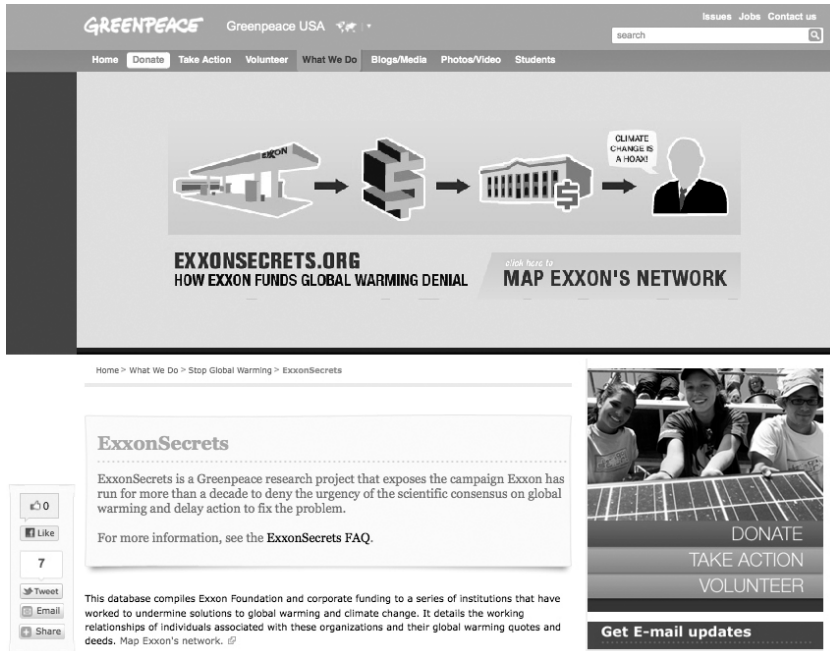 GREENPEACE Greenpeace USA
Issues Jobs Contact us
search
Home Donate Take Action Volunteer What We Do Blogs/Media Photos/Video Students
EXXON
CLIMATE
CHANGE IS
A HOAX!
$
EXXONSECRETS.ORG
HOW EXXON FUNDS GLOBAL WARMING DENIAL
click here to
MAP EXXON'S NETWORK
Home > What We Do > Stop Global Warming > ExxonSecrets
ExxonSecrets
ExxonSecrets is a Greenpeace research project that exposes the campaign Exxon has
run for more than a decade to deny the urgency of the scientific consensus on global
warming and delay action to fix the problem.
For more information, see the ExxonSecrets FAQ.
0
Like
7
Tweet
Email
Share
This database compiles Exxon Foundation and corporate funding to a series of institutions that have
worked to undermine solutions to global warming and climate change. It details the working
relationships of individuals associated with these organizations and their global warming quotes and
deeds. Map Exxon's network.
DONATE
TAKE ACTION
VOLUNTEER
Get E-mail updates